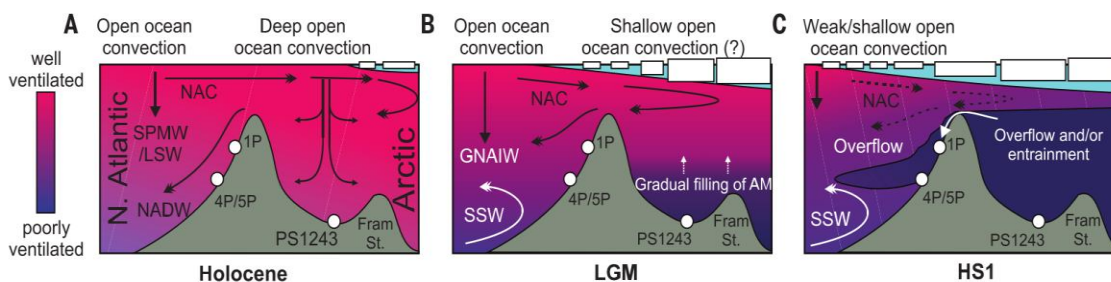 well
ventilated
poorly
ventilated
A
Open ocean
convection
Deep open
ocean convection
NAC
SPMW
/LSW
N. Atlantic
NADW
1P
4P/5P
PS1243
Fram
St.
Arctic
Holocene
B
Open ocean
convection
Shallow open
ocean convection (?)
NAC
GNAIW
SSW
1P
4P/5P
Gradual filling of AM
PS1243
Fram
St.
LGM
C
Weak/shallow open
ocean convection
NAC
Overflow
1P
Overflow and/or
entrainment
4P/5P
SSW
PS1243
Fram
St.
HS1